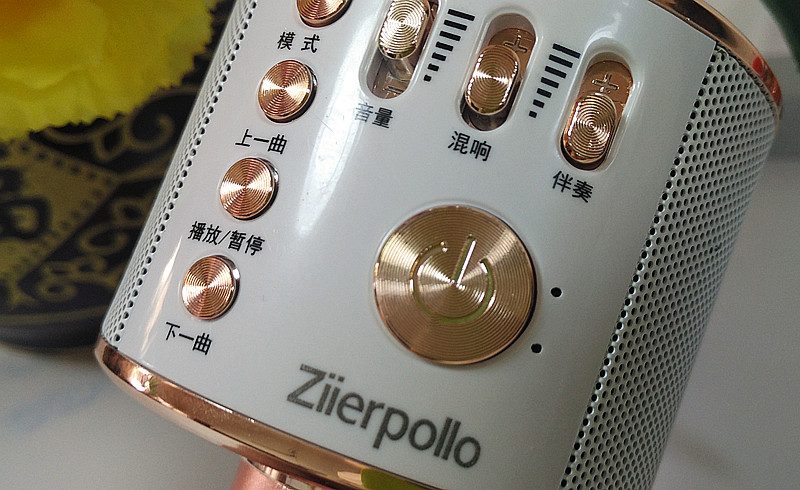 模式
音量
混响
伴奏
上一曲
播放/暂停
下一曲
Ziierpollo